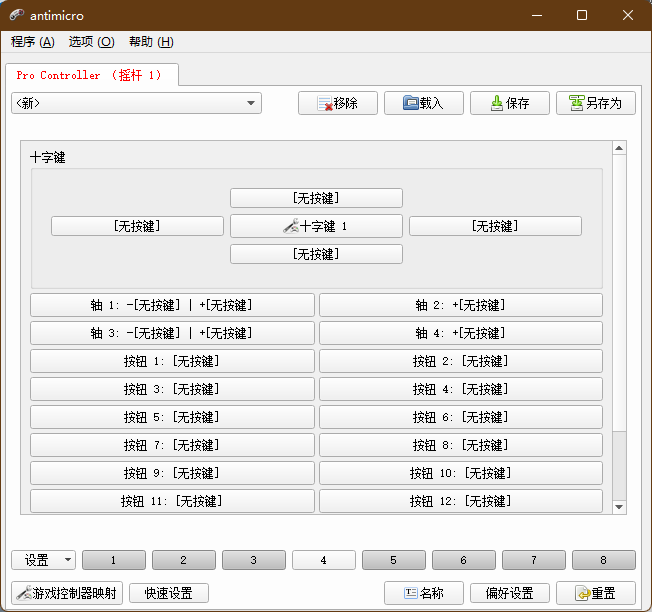 antimicro
程序 (A) 选项 (O) 帮助 (H)
Pro Controller （摇杆 1）
<新> 移除 载入 保存 另存为
十字键
[无按键]
[无按键] 十字键 1 [无按键]
[无按键]
轴 1: -[无按键] | +[无按键] 轴 2: +[无按键]
轴 3: -[无按键] | +[无按键] 轴 4: +[无按键]
按钮 1: [无按键] 按钮 2: [无按键]
按钮 3: [无按键] 按钮 4: [无按键]
按钮 5: [无按键] 按钮 6: [无按键]
按钮 7: [无按键] 按钮 8: [无按键]
按钮 9: [无按键] 按钮 10: [无按键]
按钮 11: [无按键] 按钮 12: [无按键]
设置 1 2 3 4 5 6 7 8
游戏控制器映射 快速设置 名称 偏好设置 重置